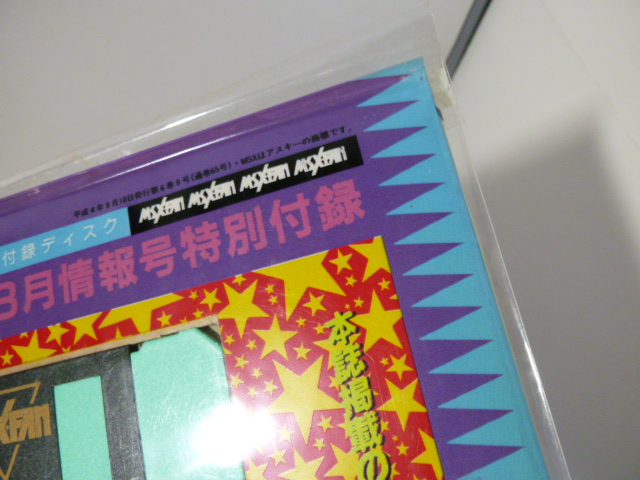 平成4年8月10日発行第6巻8号(通巻65号)・MSXはアスキーの商標です。
付録ディスク MSX・FAN MSX・FAN MSX・FAN MSX・FAN
8月情報号特別付録
本誌掲載の
FAN